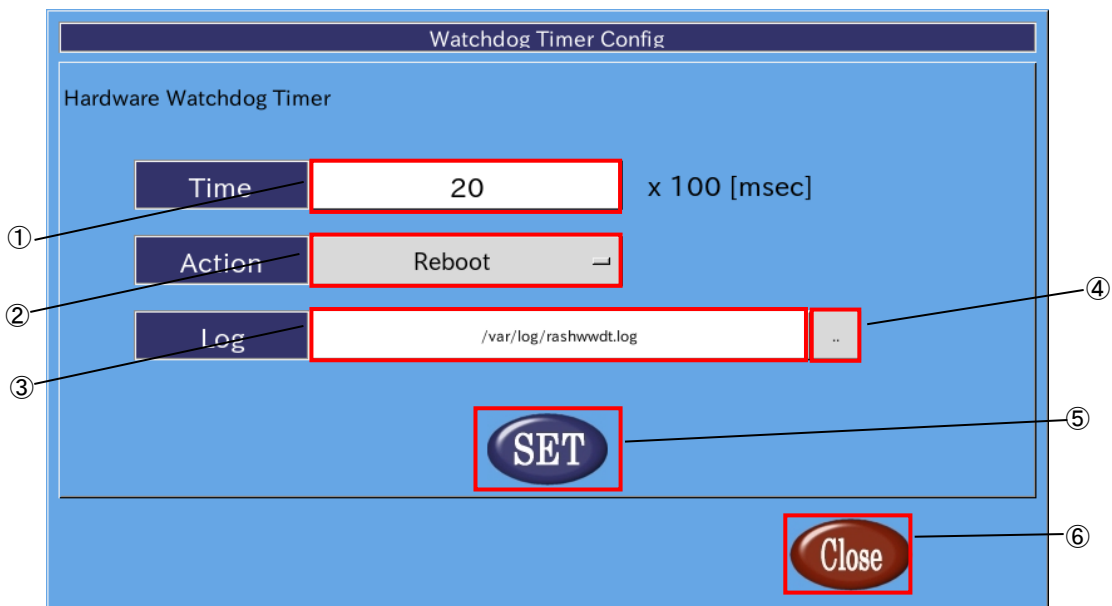 Watchdog Timer Config
Hardware Watchdog Timer
Time 20 x 100 [msec]
①
Action Reboot
②
④
Log /var/log/rashwwdt.log ..
③
⑤
SET
⑥
Close